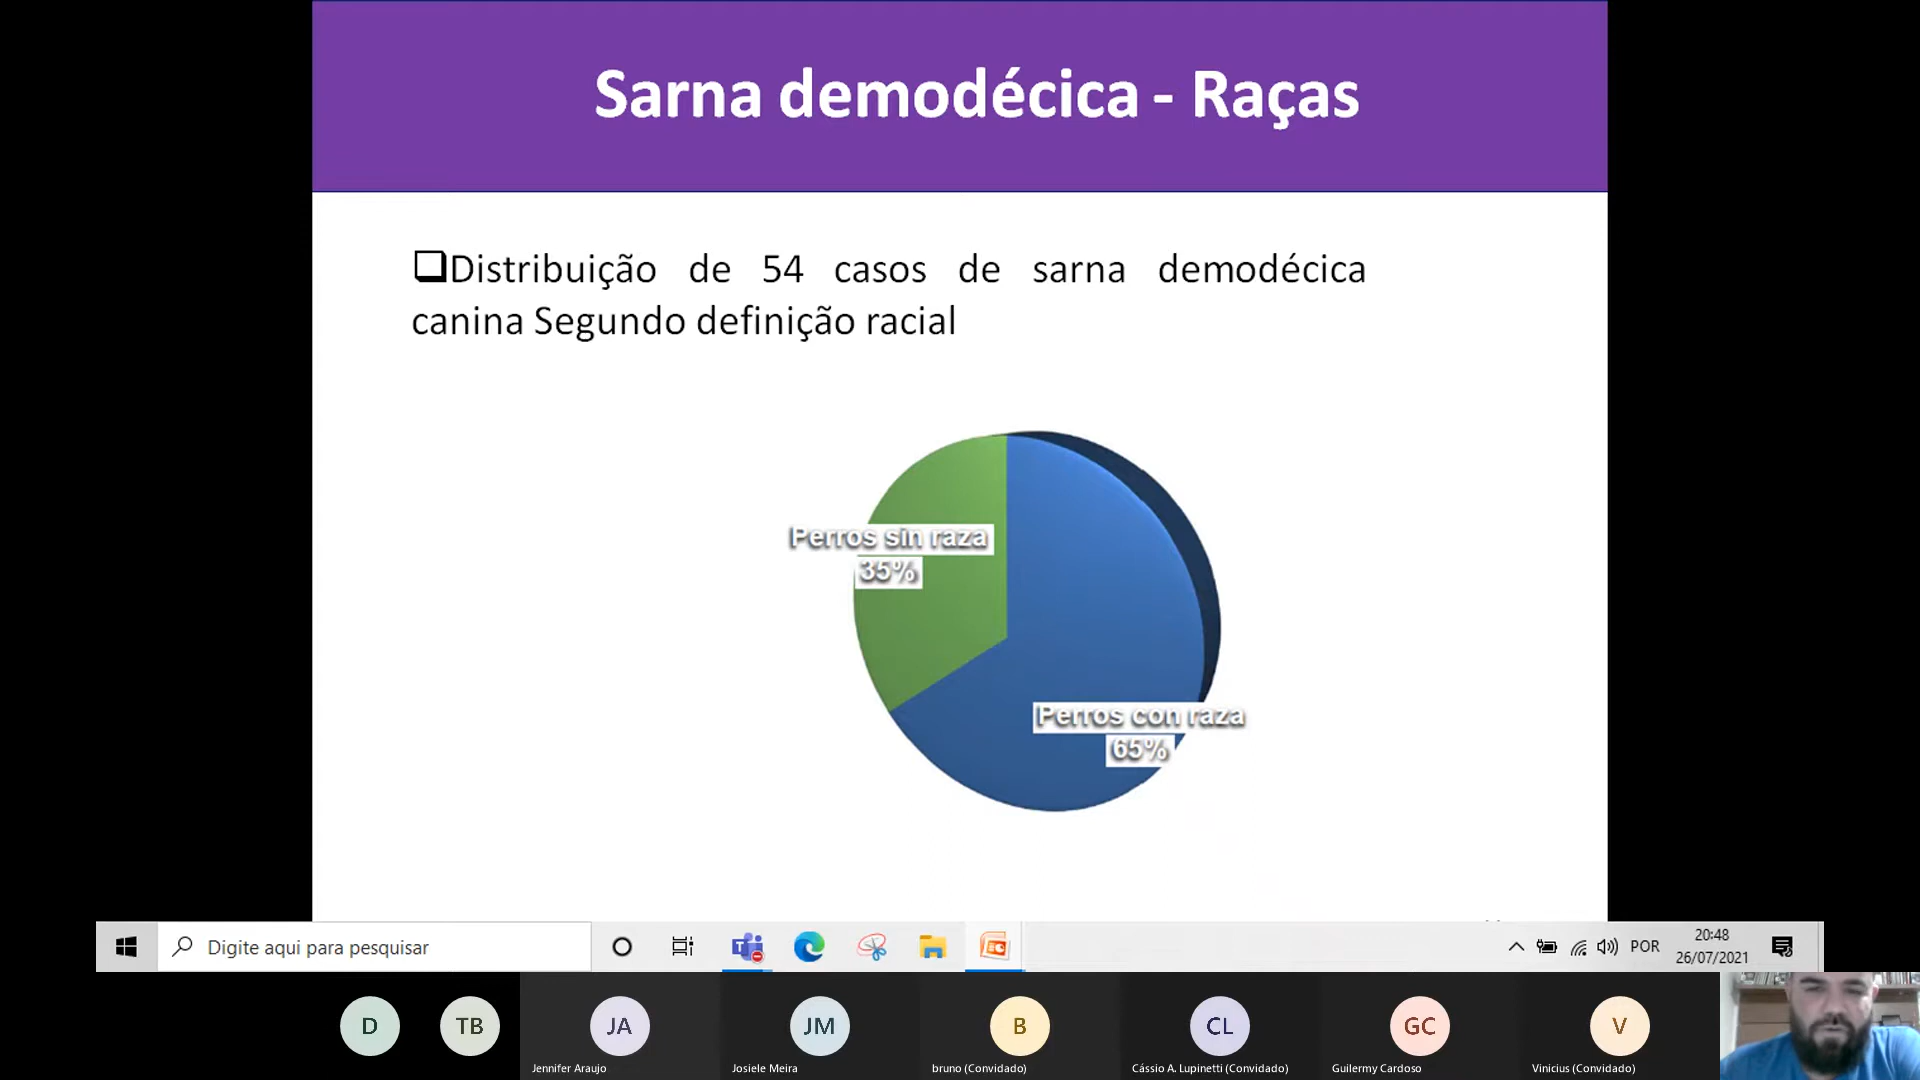 Sarna demodécica - Raças
Distribuição de 54 casos de sarna demodécica
canina Segundo definição racial
Perros sin raza
35%
Perros con raza
65%
Digite aqui para pesquisar
POR
20:48
26/07/2021
D
TB
JA
JM
B
CL
GC
V
Jennifer Araujo
Josiele Meira
bruno (Convidado)
Cássio A. Lupinetti (Convidado)
Guilermy Cardoso
Vinicius (Convidado)